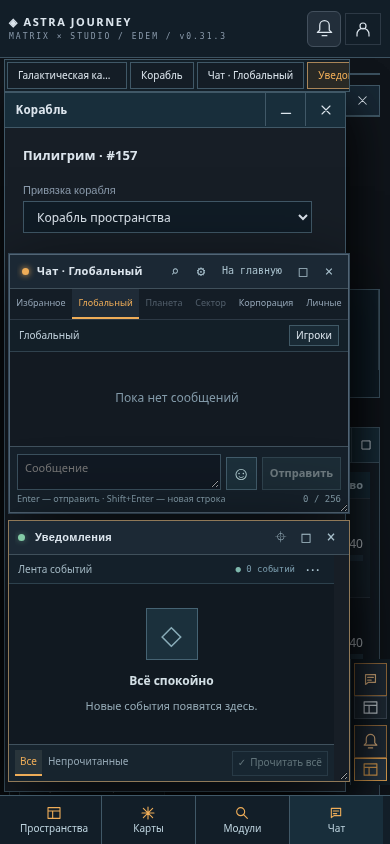 ◈ ASTRA JOURNEY
MATRIX × STUDIO / EDEM / v0.31.3
Галактическая ка...
Корабль
Чат · Глобальный
Уведо
Корабль
Пилигрим · #157
Привязка корабля
Корабль пространства
Чат · Глобальный
На главную
Избранное
Глобальный
Планета
Сектор
Корпорация
Личные
Глобальный
Игроки
Пока нет сообщений
Сообщение
Отправить
Enter — отправить · Shift+Enter — новая строка
0 / 256
во
40
40
Уведомления
Лента событий
● 0 событий
Всё спокойно
Новые события появятся здесь.
Все
Непрочитанные
✓ Прочитать всё
Пространства
Карты
Модули
Чат